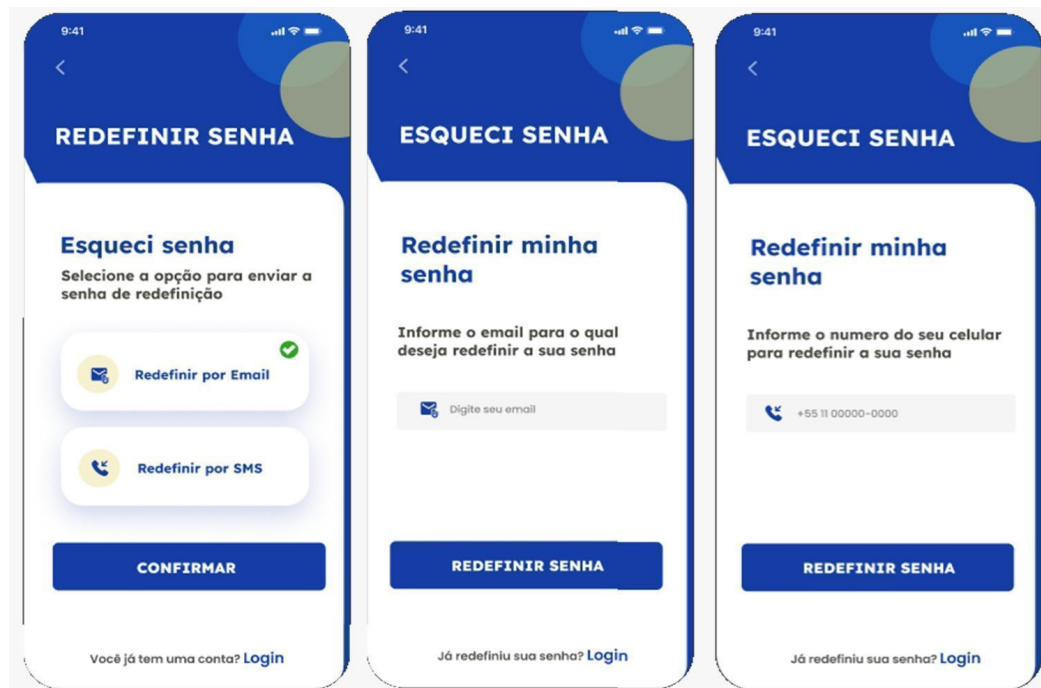 9:41
REDEFINIR SENHA
Esqueci senha
Selecione a opção para enviar a
senha de redefinição
Redefinir por Email
Redefinir por SMS
CONFIRMAR
Você já tem uma conta? Login
9:41
ESQUECI SENHA
Redefinir minha
senha
Informe o email para o qual
deseja redefinir a sua senha
Digite seu email
REDEFINIR SENHA
Já redefiniu sua senha? Login
9:41
ESQUECI SENHA
Redefinir minha
senha
Informe o numero do seu celular
para redefinir a sua senha
+55 11 00000-0000
REDEFINIR SENHA
Já redefiniu sua senha? Login